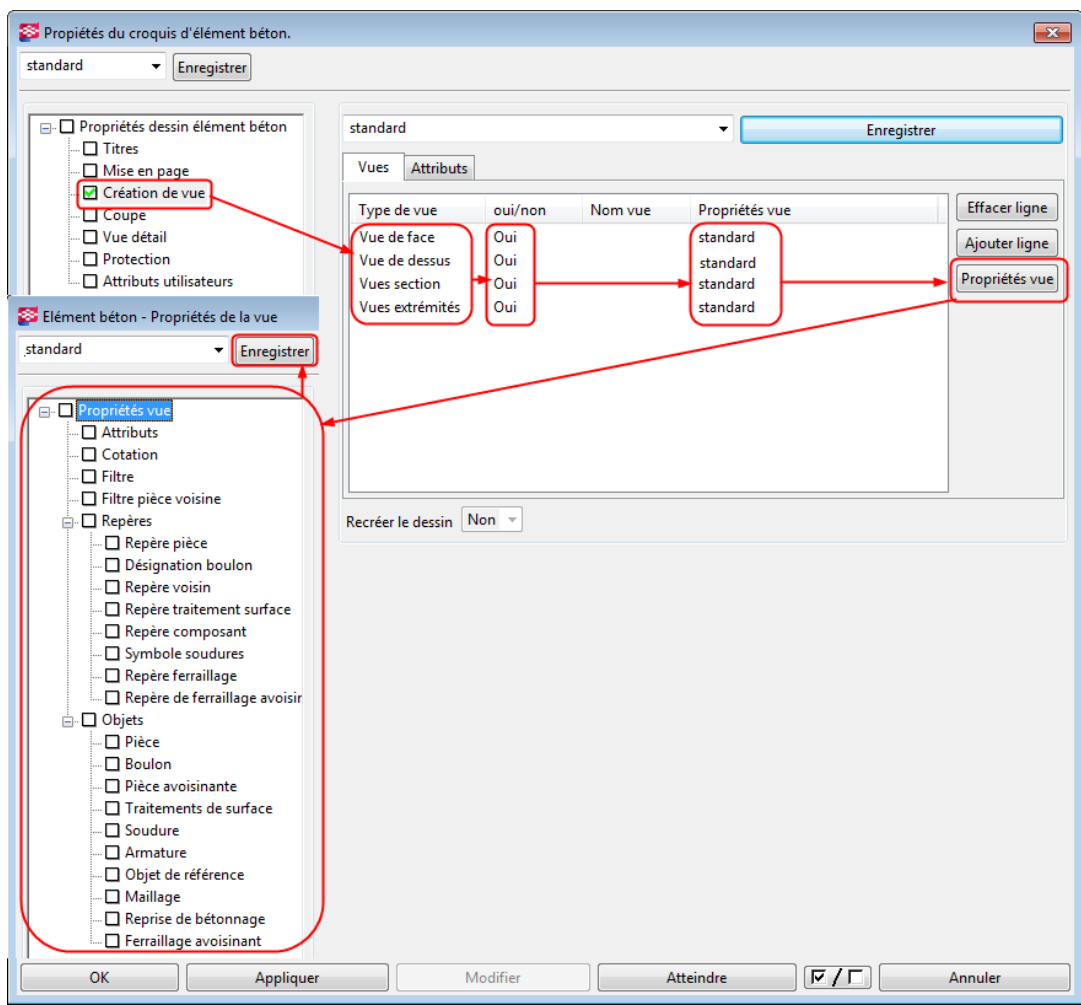 Propiétés du croquis d'élément béton.
standard
Enregistrer
Propriétés dessin élément béton
Titres
Mise en page
Création de vue
Coupe
Vue détail
Protection
Attributs utilisateurs
standard
Enregistrer
Vues
Attributs
Type de vue oui/non Nom vue Propriétés vue
Vue de face Oui standard
Vue de dessus Oui standard
Vues section Oui standard
Vues extrémités Oui standard
Effacer ligne
Ajouter ligne
Propriétés vue
Recréer le dessin Non
Elément béton - Propriétés de la vue
standard
Enregistrer
Propriétés vue
Attributs
Cotation
Filtre
Filtre pièce voisine
Repères
Repère pièce
Désignation boulon
Repère voisin
Repère traitement surface
Repère composant
Symbole soudures
Repère ferraillage
Repère de ferraillage avoisir
Objets
Pièce
Boulon
Pièce avoisinante
Traitements de surface
Soudure
Armature
Objet de référence
Maillage
Reprise de bétonnage
Ferraillage avoisinant
OK
Appliquer
Modifier
Atteindre
/
Annuler